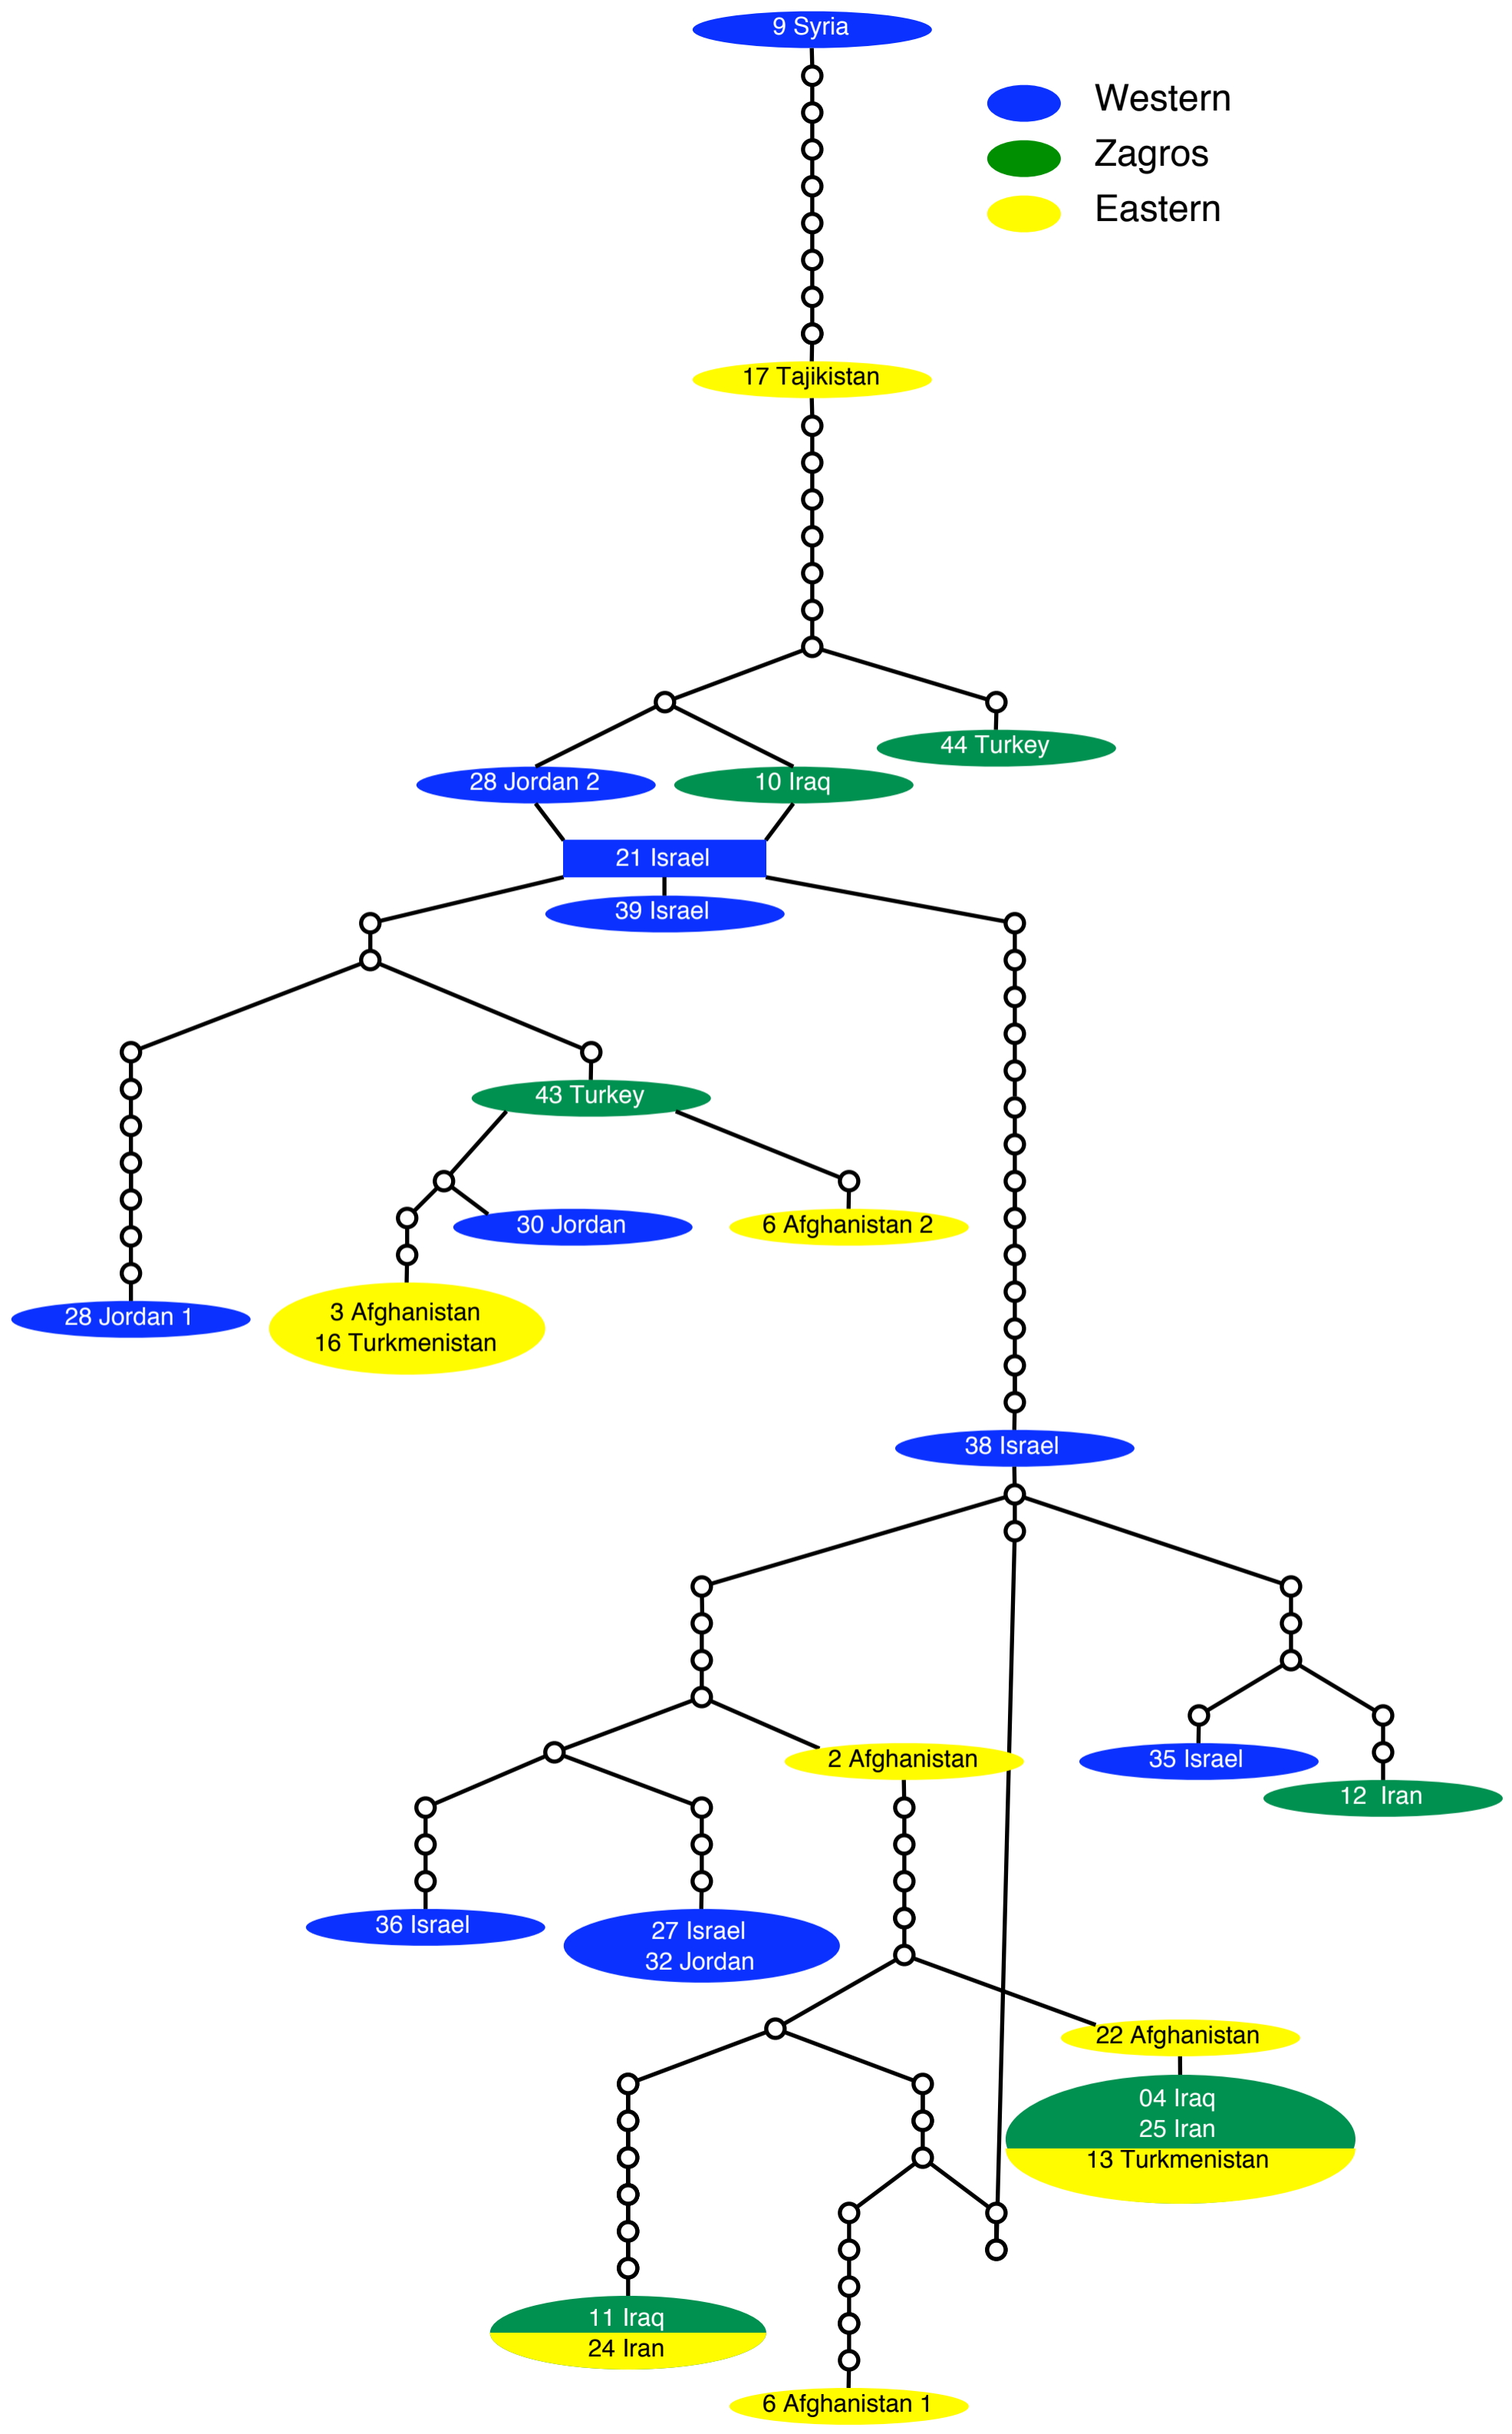 9 Syria
Western
Zagros
Eastern
17 Tajikistan
44 Turkey
28 Jordan 2
10 Iraq
21 Israel
39 Israel
43 Turkey
30 Jordan
6 Afghanistan 2
28 Jordan 1
3 Afghanistan
16 Turkmenistan
38 Israel
2 Afghanistan
35 Israel
12 Iran
36 Israel
27 Israel
32 Jordan
22 Afghanistan
04 Iraq
25 Iran
13 Turkmenistan
11 Iraq
24 Iran
6 Afghanistan 1